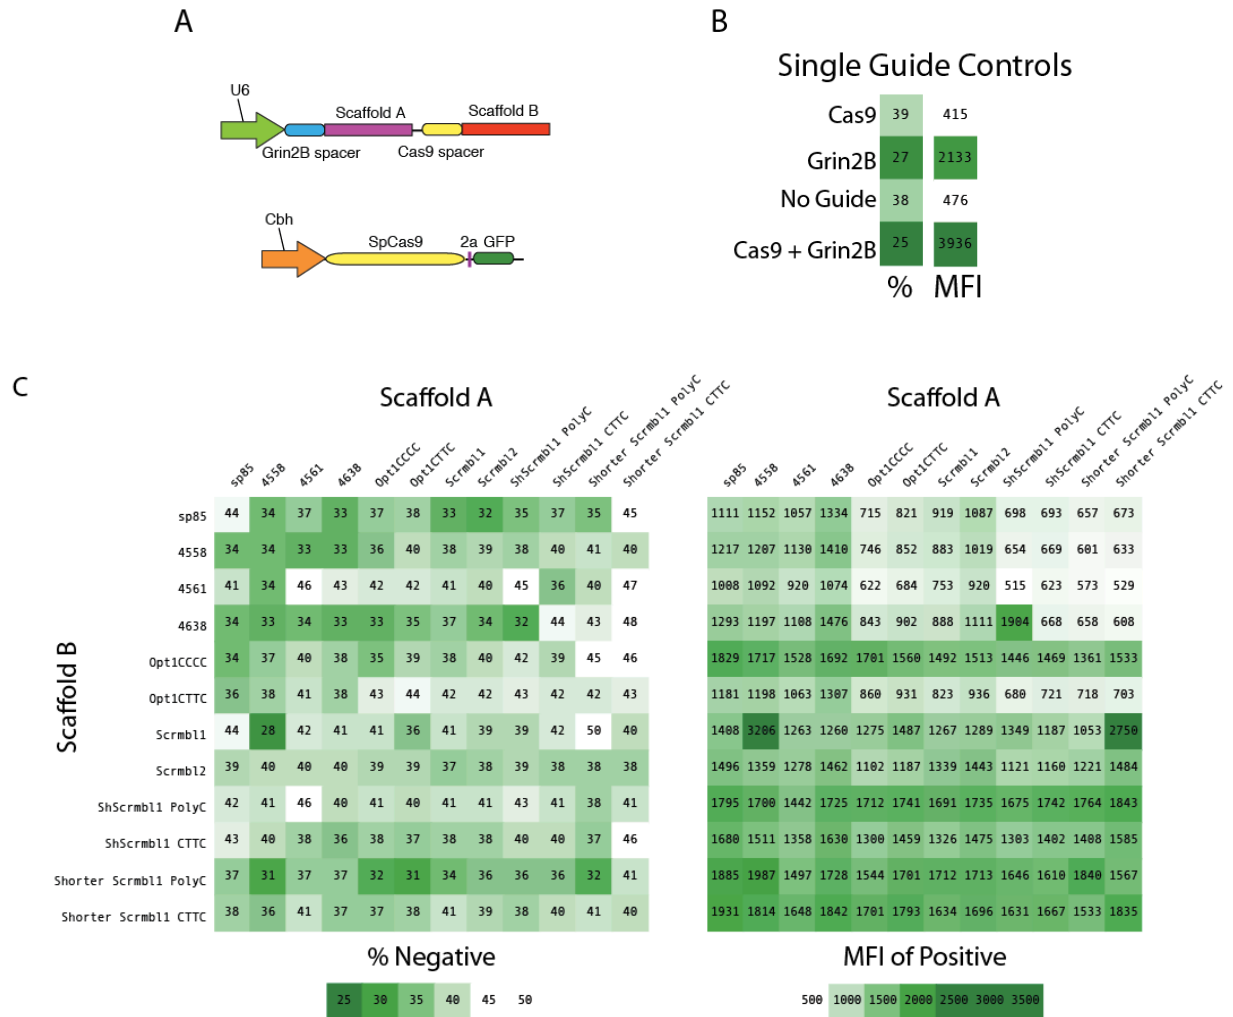 A
U6
Scaffold A
Scaffold B
Grin2B spacer
Cas9 spacer
Cbh
SpCas9
2a GFP
B
Single Guide Controls
Cas9 39 415
Grin2B 27 2133
No Guide 38 476
Cas9 + Grin2B 25 3936
% MFI
C
Scaffold A
sp85 4558 4561 4638 Opt1CCCC Opt1CTTC Scrmbl1 Scrmbl2 ShScrmbl1 PolyC ShScrmbl1 CTTC Shorter Scrmbl1 PolyC Shorter Scrmbl1 CTTC
Scaffold B
sp85 44 34 37 33 37 38 33 32 35 37 35 45
4558 34 34 33 33 36 40 38 39 38 40 41 40
4561 41 34 46 43 42 42 41 40 45 36 40 47
4638 34 33 34 33 33 35 37 34 32 44 43 48
Opt1CCCC 34 37 40 38 35 39 38 40 42 39 45 46
Opt1CTTC 36 38 41 38 43 44 42 42 43 42 42 43
Scrmbl1 44 28 42 41 41 36 41 39 39 42 50 40
Scrmbl2 39 40 40 40 39 39 37 38 39 38 38 38
ShScrmbl1 PolyC 42 41 46 40 41 40 41 41 43 41 38 41
ShScrmbl1 CTTC 43 40 38 36 38 37 38 38 40 40 37 46
Shorter Scrmbl1 PolyC 37 31 37 37 32 31 34 36 36 36 32 41
Shorter Scrmbl1 CTTC 38 36 41 37 37 38 41 39 38 40 41 40
% Negative
25 30 35 40 45 50
Scaffold A
sp85 4558 4561 4638 Opt1CCCC Opt1CTTC Scrmbl1 Scrmbl2 ShScrmbl1 PolyC ShScrmbl1 CTTC Shorter Scrmbl1 PolyC Shorter Scrmbl1 CTTC
1111 1152 1057 1334 715 821 919 1087 698 693 657 673
1217 1207 1130 1410 746 852 883 1019 654 669 601 633
1008 1092 920 1074 622 684 753 920 515 623 573 529
1293 1197 1108 1476 843 902 888 1111 1904 668 658 608
1829 1717 1528 1692 1701 1560 1492 1513 1446 1469 1361 1533
1181 1198 1063 1307 860 931 823 936 680 721 718 703
1408 3206 1263 1260 1275 1487 1267 1289 1349 1187 1053 2750
1496 1359 1278 1462 1102 1187 1339 1443 1121 1160 1221 1484
1795 1700 1442 1725 1712 1741 1691 1735 1675 1742 1764 1843
1680 1511 1358 1630 1300 1459 1326 1475 1303 1402 1408 1585
1885 1987 1497 1728 1544 1701 1712 1713 1646 1610 1840 1567
1931 1814 1648 1842 1701 1793 1634 1696 1631 1667 1533 1835
MFI of Positive
500 1000 1500 2000 2500 3000 3500